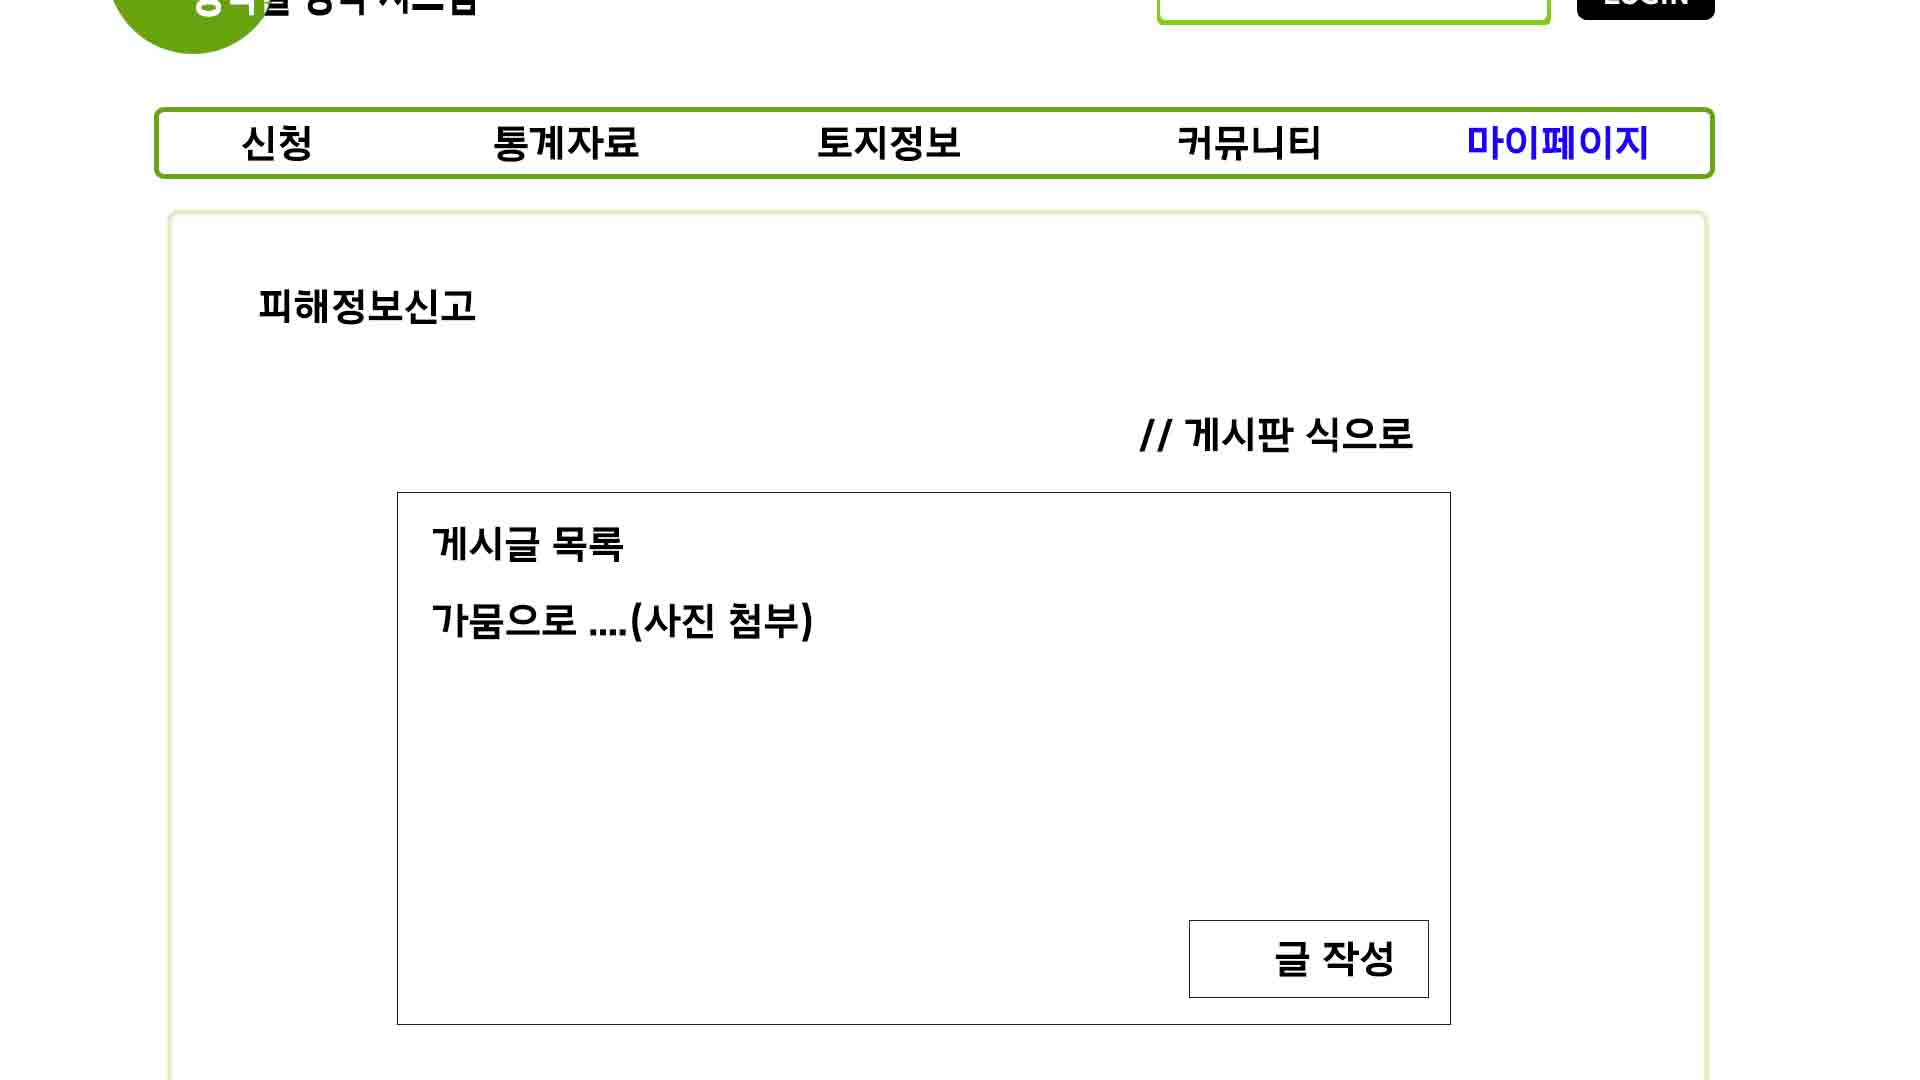 신청 통계자료 토지정보 커뮤니티 마이페이지
피해정보신고
// 게시판 식으로
게시글 목록
가뭄으로 ....(사진 첨부)
글 작성